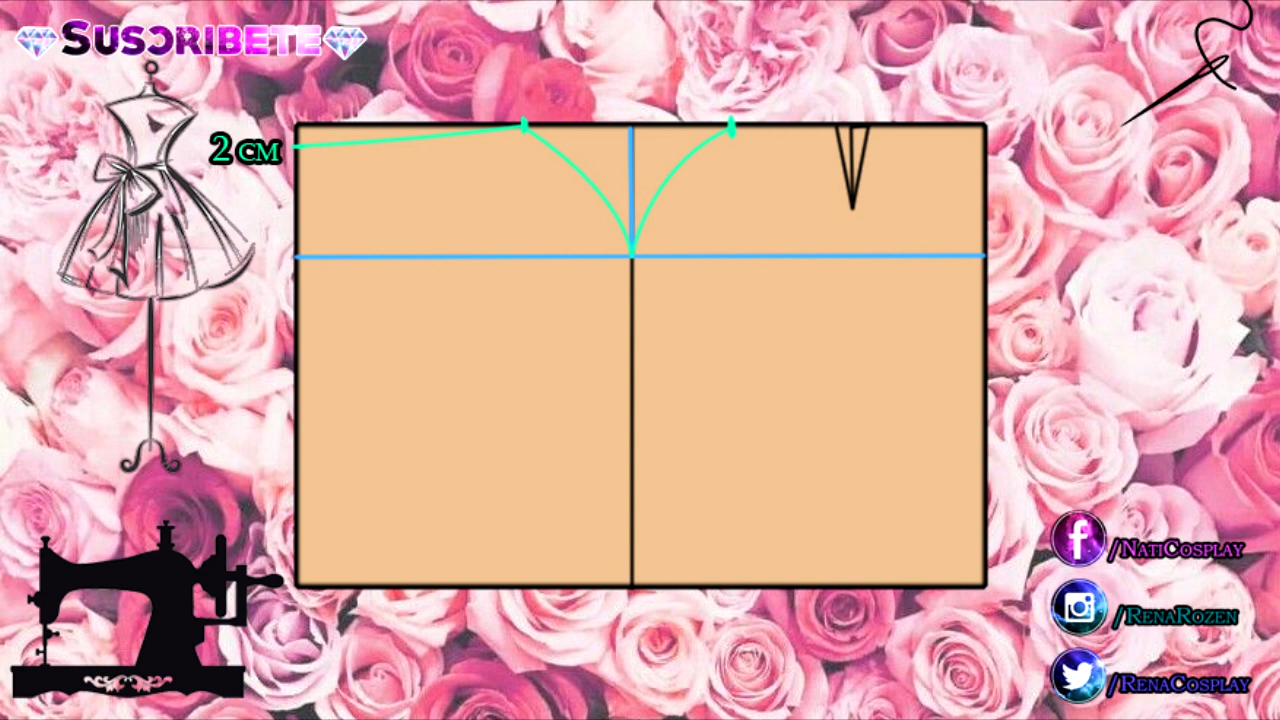 SUSCRIBETE
2 CM
/NATICOSPLAY
/RENAROZEN
/RENACOSPLAY